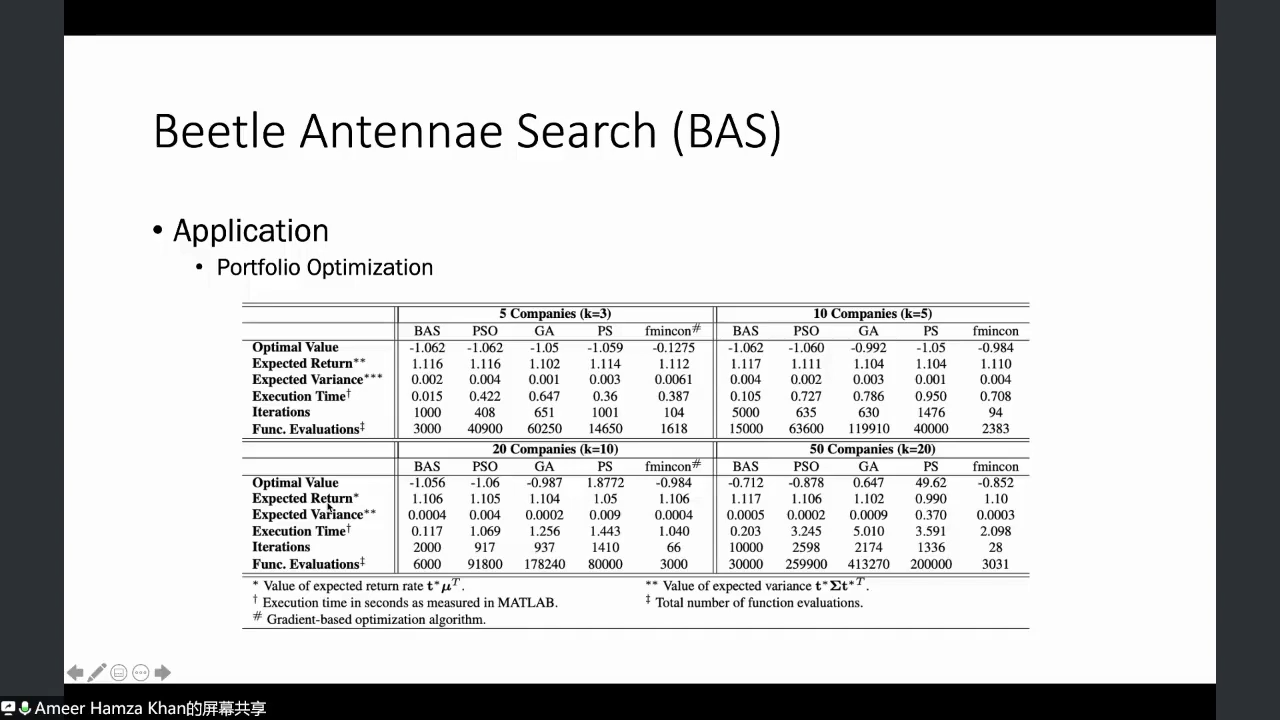 Beetle Antennae Search (BAS)
• Application
• Portfolio Optimization
5 Companies (k=3) 10 Companies (k=5)
BAS PSO GA PS fmincon# BAS PSO GA PS fmincon
Optimal Value -1.062 -1.062 -1.05 -1.059 -0.1275 -1.062 -1.060 -0.992 -1.05 -0.984
Expected Return** 1.116 1.116 1.102 1.114 1.112 1.117 1.111 1.104 1.104 1.110
Expected Variance*** 0.002 0.004 0.001 0.003 0.0061 0.004 0.002 0.003 0.001 0.004
Execution Time† 0.015 0.422 0.647 0.36 0.387 0.105 0.727 0.786 0.950 0.708
Iterations 1000 408 651 1001 104 5000 635 630 1476 94
Func. Evaluations‡ 3000 40900 60250 14650 1618 15000 63600 119910 40000 2383
20 Companies (k=10) 50 Companies (k=20)
BAS PSO GA PS fmincon# BAS PSO GA PS fmincon
Optimal Value -1.056 -1.06 -0.987 1.8772 -0.984 -0.712 -0.878 0.647 49.62 -0.852
Expected Return* 1.106 1.105 1.104 1.05 1.106 1.117 1.106 1.102 0.990 1.10
Expected Variance** 0.0004 0.004 0.0002 0.009 0.0004 0.0005 0.0002 0.0009 0.370 0.0003
Execution Time† 0.117 1.069 1.256 1.443 1.040 0.203 3.245 5.010 3.591 2.098
Iterations 2000 917 937 1410 66 10000 2598 2174 1336 28
Func. Evaluations‡ 6000 91800 178240 80000 3000 30000 259900 413270 200000 3031
* Value of expected return rate t*μᵀ. ** Value of expected variance t*Σt*ᵀ.
† Execution time in seconds as measured in MATLAB. ‡ Total number of function evaluations.
# Gradient-based optimization algorithm.
Ameer Hamza Khan的屏幕共享